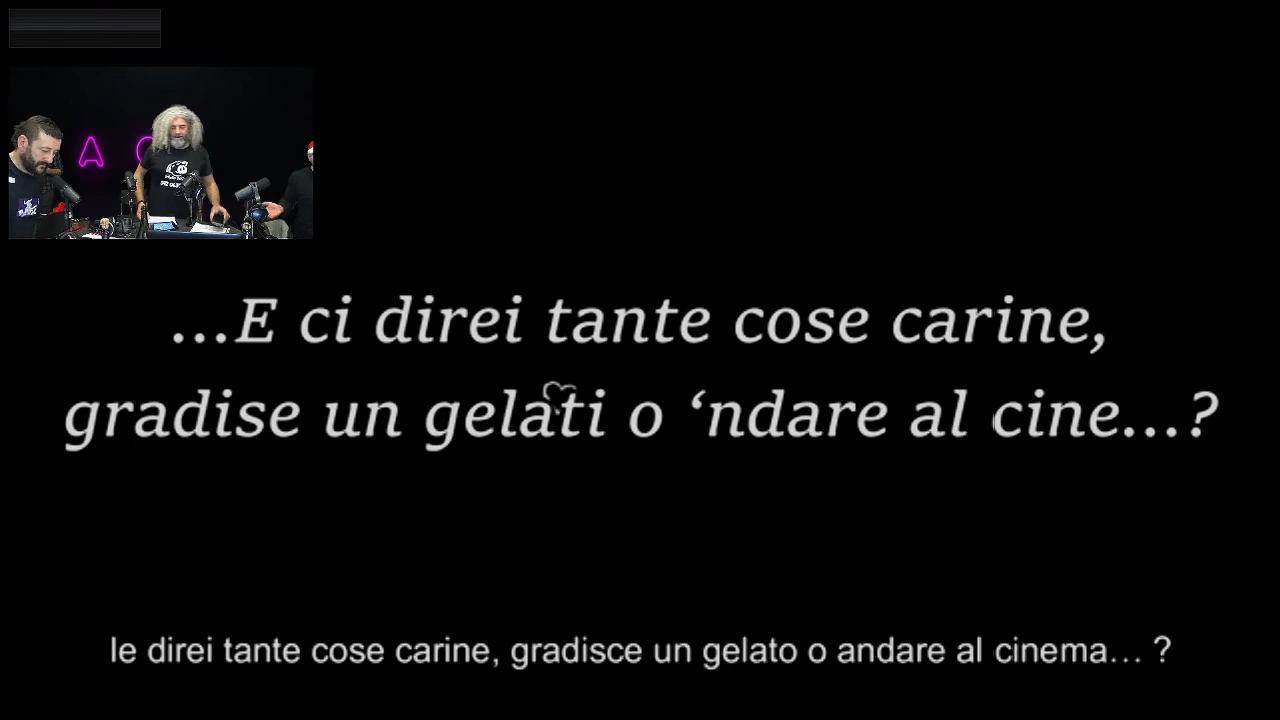 A
...E ci direi tante cose carine,
gradise un gelati o ‘ndare al cine...?
le direi tante cose carine, gradisce un gelato o andare al cinema... ?